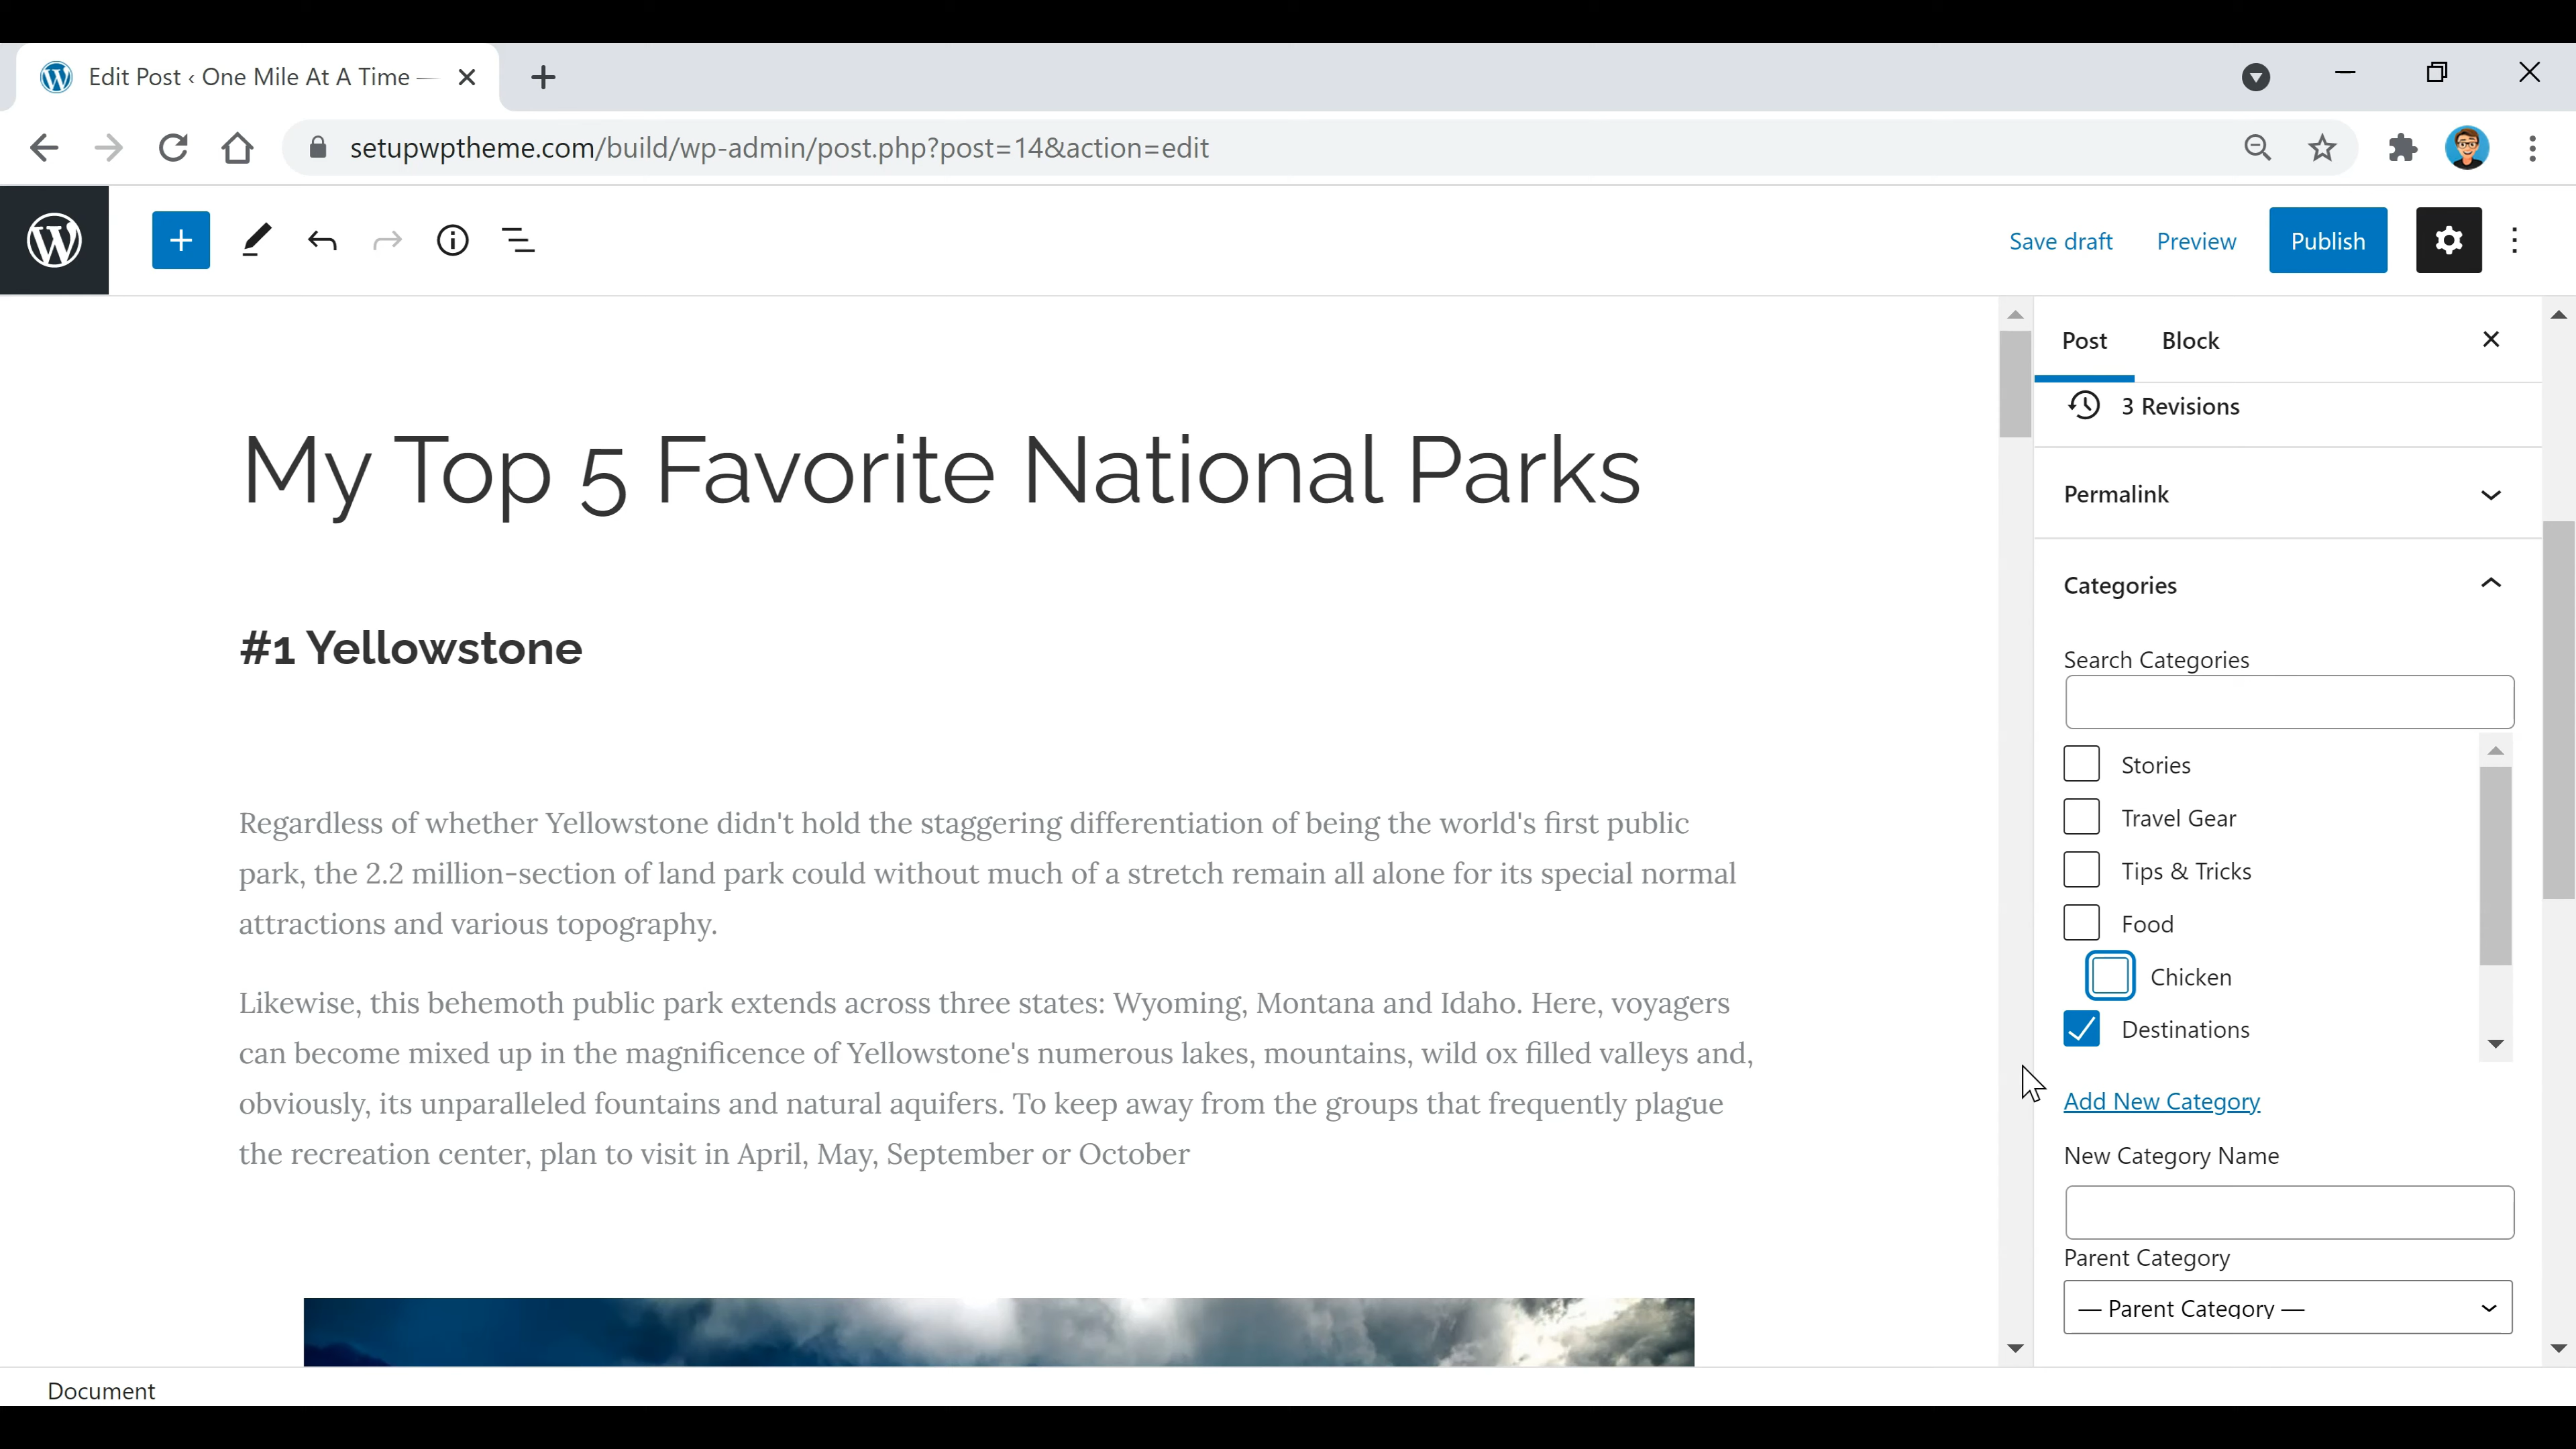 Edit Post ‹ One Mile At A Time —
setupwptheme.com/build/wp-admin/post.php?post=14&action=edit
Save draft
Preview
Publish
My Top 5 Favorite National Parks
#1 Yellowstone
Regardless of whether Yellowstone didn't hold the staggering differentiation of being the world's first public
park, the 2.2 million-section of land park could without much of a stretch remain all alone for its special normal
attractions and various topography.
Likewise, this behemoth public park extends across three states: Wyoming, Montana and Idaho. Here, voyagers
can become mixed up in the magnificence of Yellowstone's numerous lakes, mountains, wild ox filled valleys and,
obviously, its unparalleled fountains and natural aquifers. To keep away from the groups that frequently plague
the recreation center, plan to visit in April, May, September or October
Post
Block
3 Revisions
Permalink
Categories
Search Categories
Stories
Travel Gear
Tips & Tricks
Food
Chicken
Destinations
Add New Category
New Category Name
Parent Category
— Parent Category —
Document